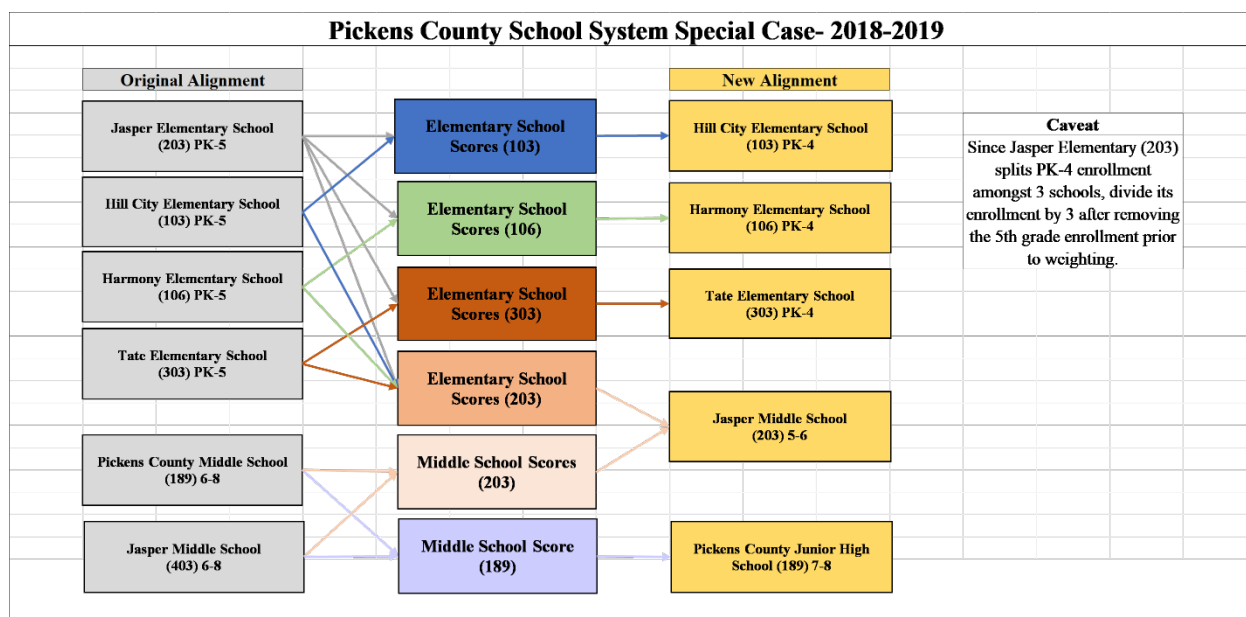 Pickens County School System Special Case- 2018-2019
Original Alignment
New Alignment
Jasper Elementary School
(203) PK-5
Elementary School
Scores (103)
Hill City Elementary School
(103) PK-4
Caveat
Since Jasper Elementary (203)
splits PK-4 enrollment
amongst 3 schools, divide its
enrollment by 3 after removing
the 5th grade enrollment prior
to weighting.
Hill City Elementary School
(103) PK-5
Elementary School
Scores (106)
Harmony Elementary School
(106) PK-4
Harmony Elementary School
(106) PK-5
Elementary School
Scores (303)
Tate Elementary School
(303) PK-4
Tate Elementary School
(303) PK-5
Elementary School
Scores (203)
Jasper Middle School
(203) 5-6
Pickens County Middle School
(189) 6-8
Middle School Scores
(203)
Jasper Middle School
(403) 6-8
Middle School Score
(189)
Pickens County Junior High
School (189) 7-8